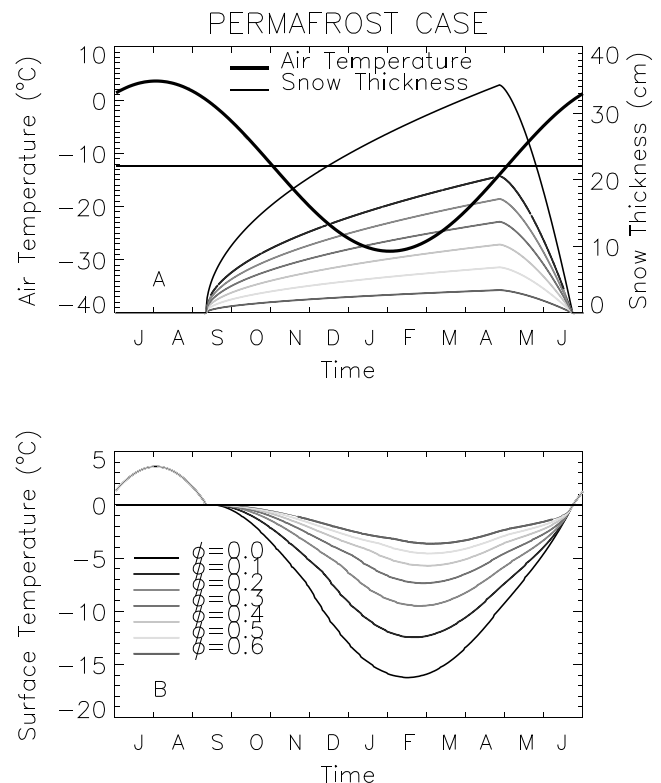 PERMAFROST CASE
Air Temperature
Snow Thickness
Air Temperature (°C)
10
0
−10
−20
−30
−40
Snow Thickness (cm)
40
30
20
10
0
A
J A S O N D J F M A M J
Time
Surface Temperature (°C)
5
0
−5
−10
−15
−20
ϕ=0.0
ϕ=0.1
ϕ=0.2
ϕ=0.3
ϕ=0.4
ϕ=0.5
ϕ=0.6
B
J A S O N D J F M A M J
Time